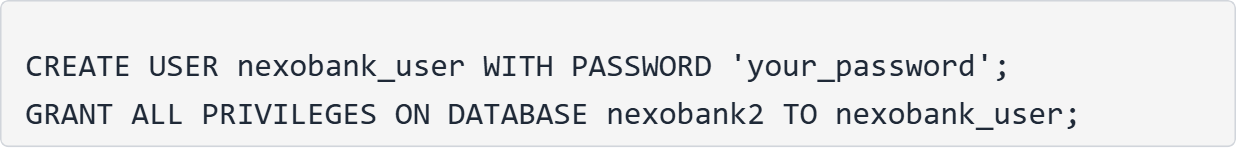 CREATE USER nexobank_user WITH PASSWORD 'your_password';
GRANT ALL PRIVILEGES ON DATABASE nexobank2 TO nexobank_user;